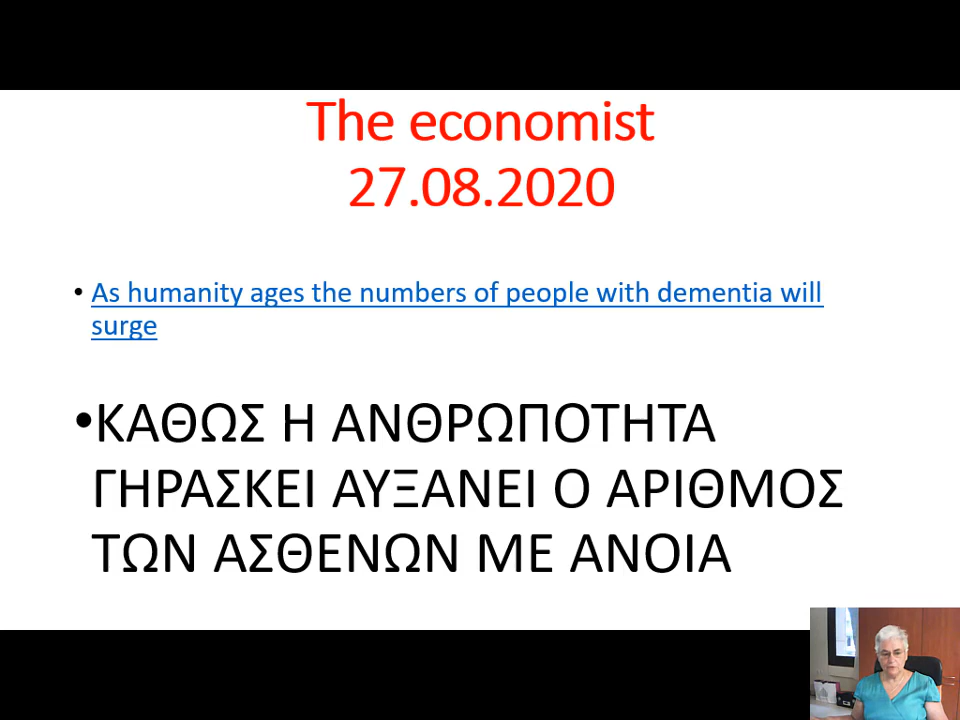 The economist
27.08.2020
• As humanity ages the numbers of people with dementia will
surge
•ΚΑΘΩΣ Η ΑΝΘΡΩΠΟΤΗΤΑ
ΓΗΡΑΣΚΕΙ ΑΥΞΑΝΕΙ Ο ΑΡΙΘΜΟΣ
ΤΩΝ ΑΣΘΕΝΩΝ ΜΕ ΑΝΟΙΑ